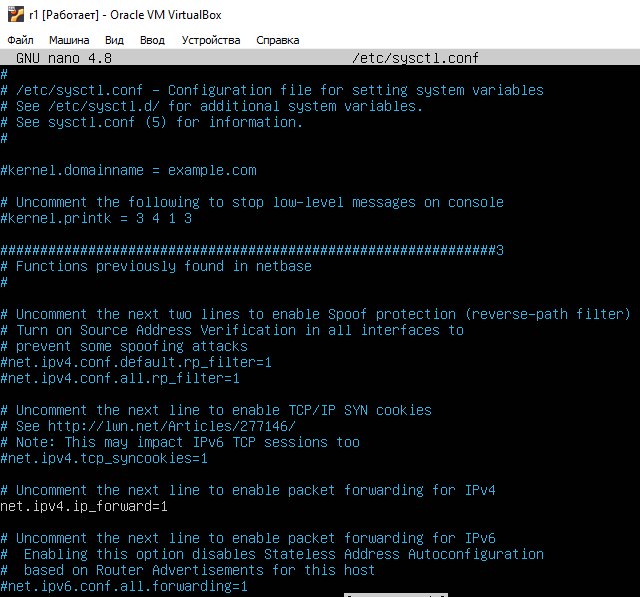 r1 [Работает] - Oracle VM VirtualBox
Файл Машина Вид Ввод Устройства Справка
GNU nano 4.8 /etc/sysctl.conf
#
# /etc/sysctl.conf - Configuration file for setting system variables
# See /etc/sysctl.d/ for additional system variables.
# See sysctl.conf (5) for information.
#
#kernel.domainname = example.com
# Uncomment the following to stop low-level messages on console
#kernel.printk = 3 4 1 3
##############################################################3
# Functions previously found in netbase
#
# Uncomment the next two lines to enable Spoof protection (reverse-path filter)
# Turn on Source Address Verification in all interfaces to
# prevent some spoofing attacks
#net.ipv4.conf.default.rp_filter=1
#net.ipv4.conf.all.rp_filter=1
# Uncomment the next line to enable TCP/IP SYN cookies
# See http://lwn.net/Articles/277146/
# Note: This may impact IPv6 TCP sessions too
#net.ipv4.tcp_syncookies=1
# Uncomment the next line to enable packet forwarding for IPv4
net.ipv4.ip_forward=1
# Uncomment the next line to enable packet forwarding for IPv6
#  Enabling this option disables Stateless Address Autoconfiguration
#  based on Router Advertisements for this host
#net.ipv6.conf.all.forwarding=1